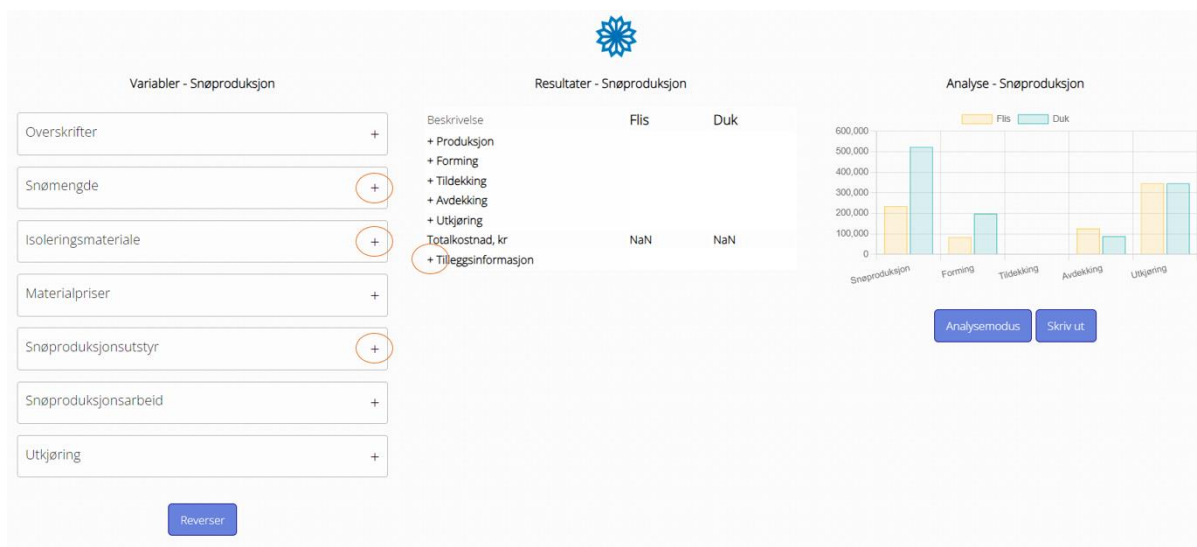 Variabler - Snøproduksjon
Overskrifter +
Snømengde +
Isoleringsmateriale +
Materialpriser +
Snøproduksjonsutstyr +
Snøproduksjonsarbeid +
Utkjøring +
Reverser
Resultater - Snøproduksjon
Beskrivelse Flis Duk
+ Produksjon
+ Forming
+ Tildekking
+ Avdekking
+ Utkjøring
Totalkostnad, kr NaN NaN
+ Tilleggsinformasjon
Analyse - Snøproduksjon
Flis Duk
600,000
500,000
400,000
300,000
200,000
100,000
0
Snøproduksjon Forming Tildekking Avdekking Utkjøring
Analysemodus Skriv ut